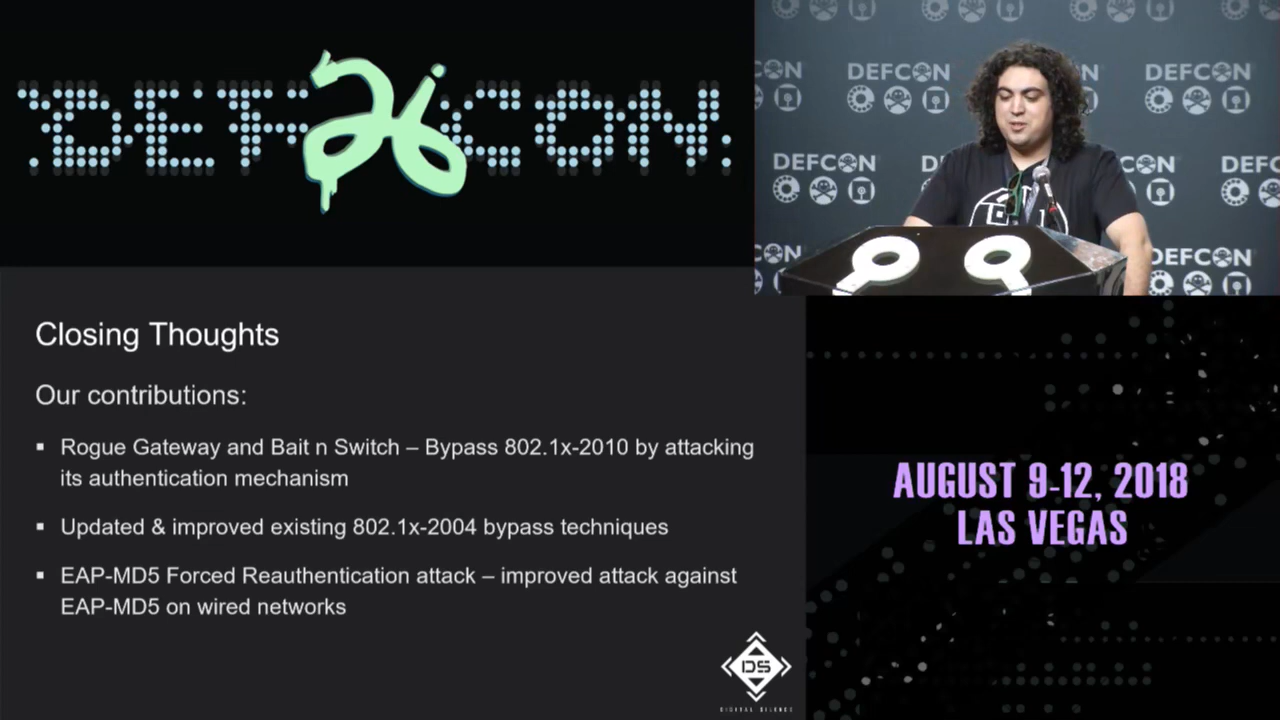 DEF CON
26
DEFCON
DEFCON
DEFCON
DEFCON
DEFCON
Closing Thoughts
Our contributions:
▪ Rogue Gateway and Bait n Switch – Bypass 802.1x-2010 by attacking
its authentication mechanism
▪ Updated & improved existing 802.1x-2004 bypass techniques
▪ EAP-MD5 Forced Reauthentication attack – improved attack against
EAP-MD5 on wired networks
AUGUST 9-12, 2018
LAS VEGAS
DS
DIGITAL SILENCE